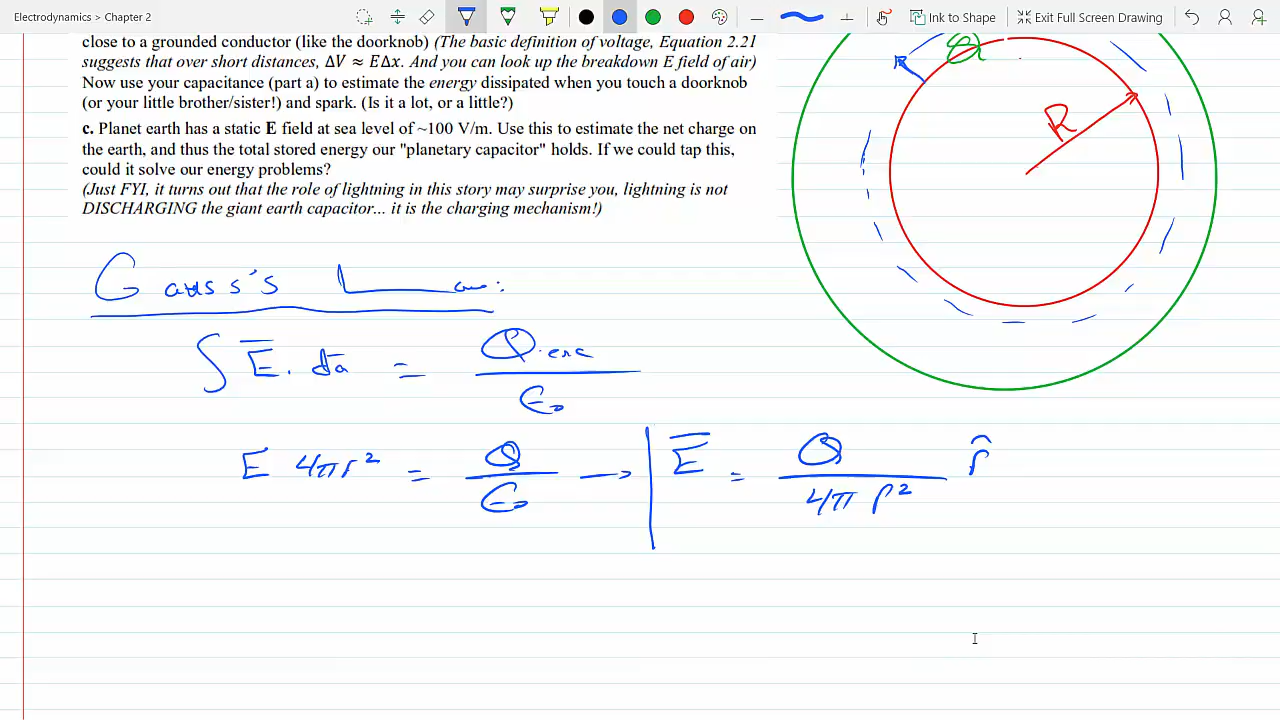 Electrodynamics > Chapter 2
Ink to Shape
Exit Full Screen Drawing
close to a grounded conductor (like the doorknob) (The basic definition of voltage, Equation 2.21
suggest that over short distances, ΔV ≈ EΔx. And you can look up the breakdown E field of air)
Now use your capacitance (part a) to estimate the energy dissipated when you touch a doorknob
(or your little brother/sister!) and spark. (Is it a lot, or a little?)
c. Planet earth has a static E field at sea level of ~100 V/m. Use this to estimate the net charge on
the earth, and thus the total stored energy our "planetary capacitor" holds. If we could tap this,
could it solve our energy problems?
(Just FYI, it turns out that the role of lightning in this story may surprise you, lightning is not
DISCHARGING the giant earth capacitor... it is the charging mechanism!)
Q
R
Gauss's Law:
∫ E̅ · da̅ = Q.enc / ε₀
E 4πr² = Q / ε₀ → | E̅ = Q / 4π r² r̂